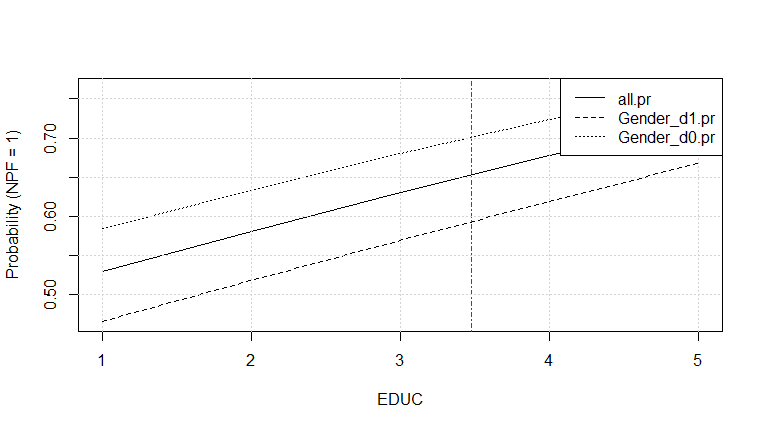 all.pr
Gender_d1.pr
Gender_d0.pr
Probability (NPF = 1)
0.70
0.60
0.50
1 2 3 4 5
EDUC